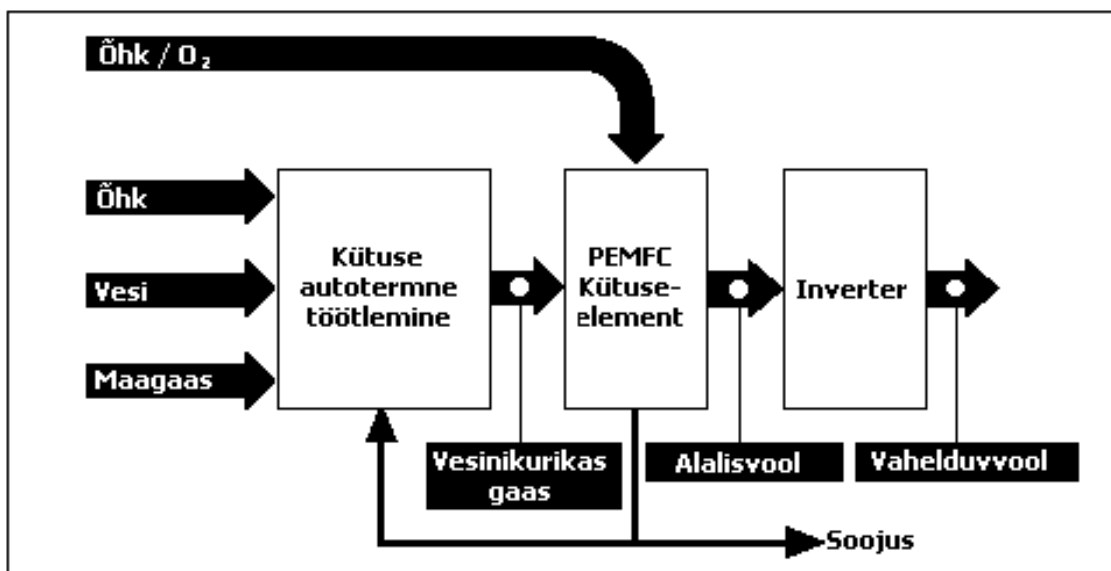 Õhk / O₂
Õhk
Vesi
Maagaas
Kütuse
autotermne
töötlemine
PEMFC
Kütuse-
element
Inverter
Vesinikurikas
gaas
Alalisvool
Vahelduvvool
Soojus